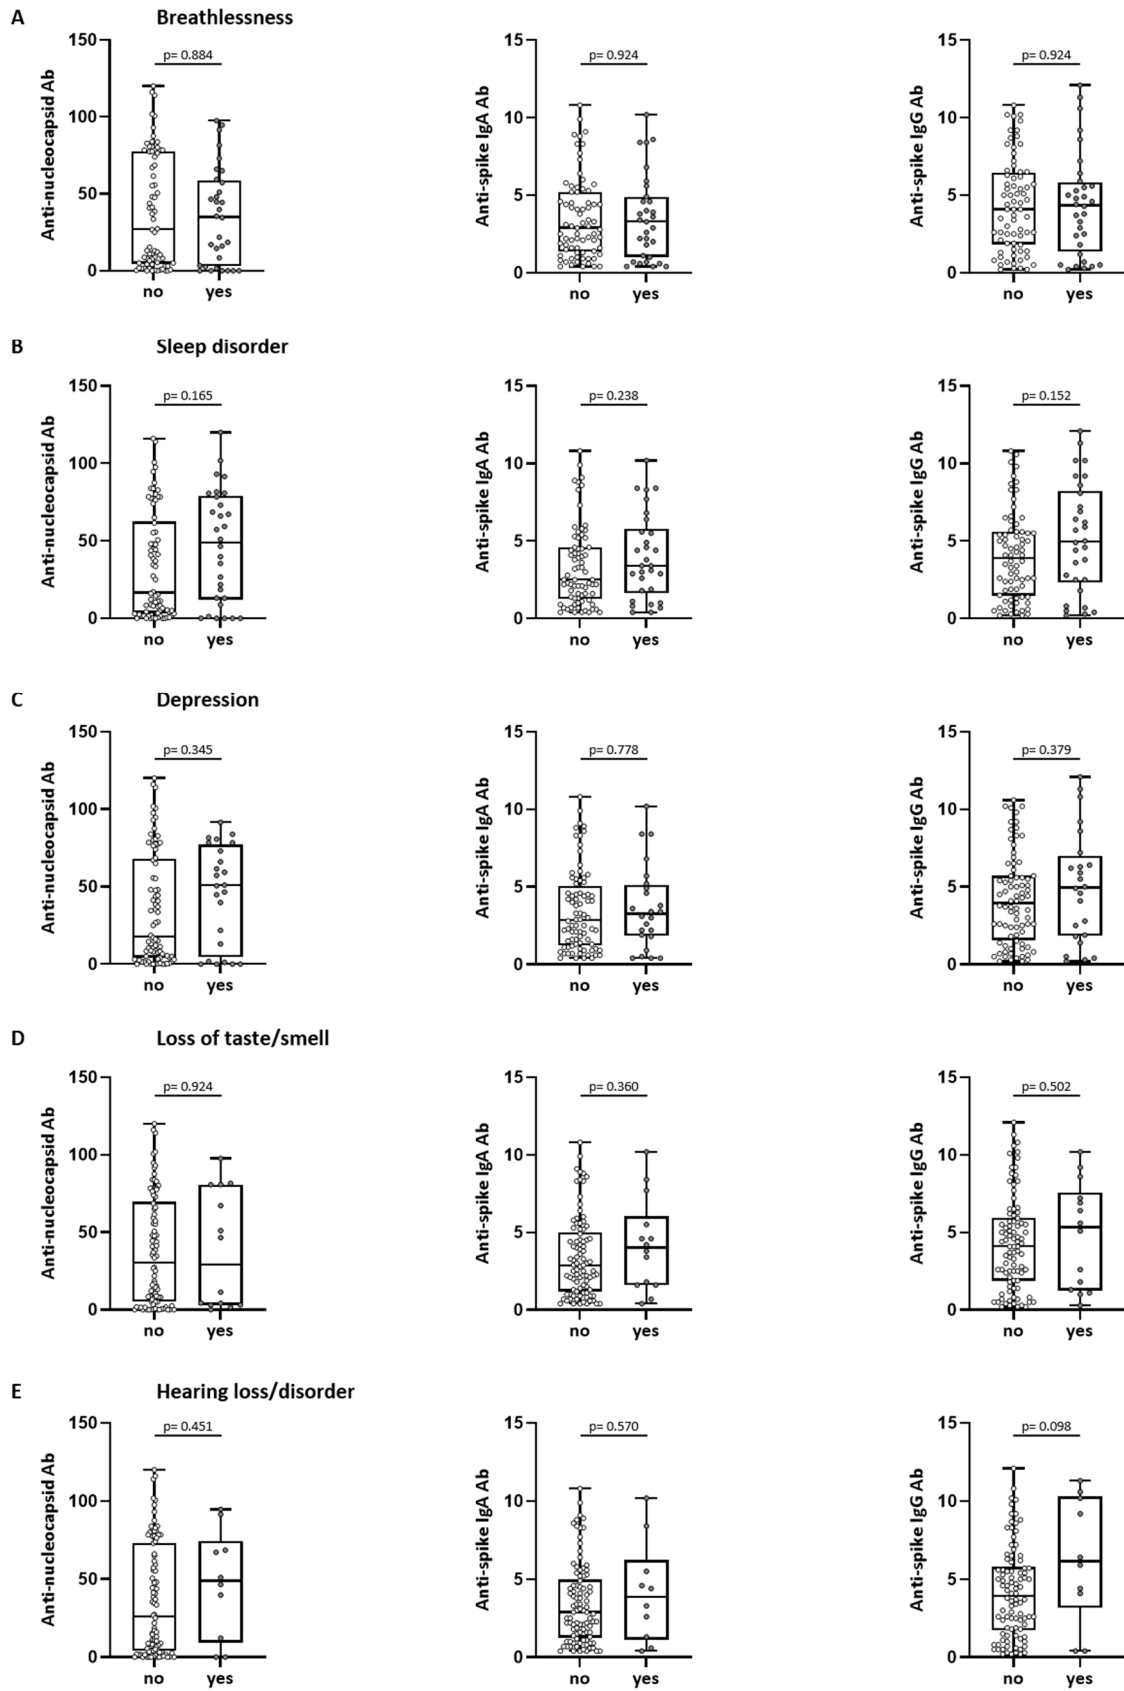 A Breathlessness
p= 0.884 p= 0.924 p= 0.924
Anti-nucleocapsid Ab
150
100
50
0
no yes
Anti-spike IgA Ab
15
10
5
0
no yes
Anti-spike IgG Ab
15
10
5
0
no yes
B Sleep disorder
p= 0.165 p= 0.238 p= 0.152
Anti-nucleocapsid Ab
150
100
50
0
no yes
Anti-spike IgA Ab
15
10
5
0
no yes
Anti-spike IgG Ab
15
10
5
0
no yes
C Depression
p= 0.345 p= 0.778 p= 0.379
Anti-nucleocapsid Ab
150
100
50
0
no yes
Anti-spike IgA Ab
15
10
5
0
no yes
Anti-spike IgG Ab
15
10
5
0
no yes
D Loss of taste/smell
p= 0.924 p= 0.360 p= 0.502
Anti-nucleocapsid Ab
150
100
50
0
no yes
Anti-spike IgA Ab
15
10
5
0
no yes
Anti-spike IgG Ab
15
10
5
0
no yes
E Hearing loss/disorder
p= 0.451 p= 0.570 p= 0.098
Anti-nucleocapsid Ab
150
100
50
0
no yes
Anti-spike IgA Ab
15
10
5
0
no yes
Anti-spike IgG Ab
15
10
5
0
no yes